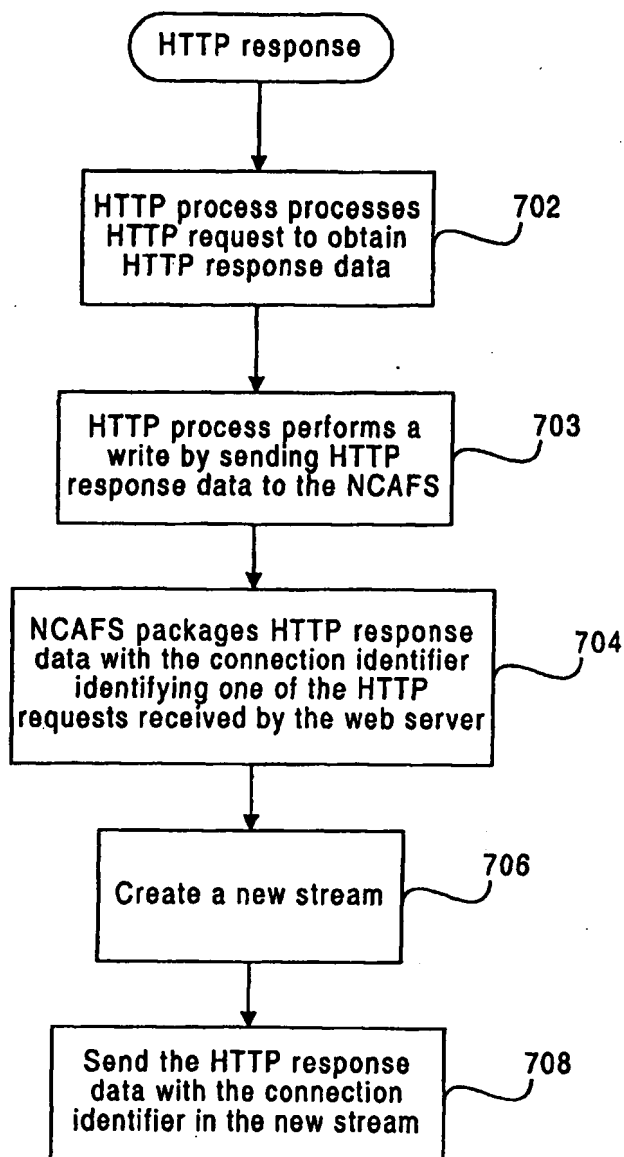 HTTP response
HTTP process processes
HTTP request to obtain
HTTP response data
702
HTTP process performs a
write by sending HTTP
response data to the NCAFS
703
NCAFS packages HTTP response
data with the connection identifier
identifying one of the HTTP
requests received by the web server
704
Create a new stream
706
Send the HTTP response
data with the connection
identifier in the new stream
708